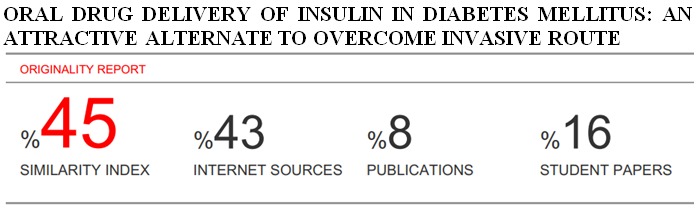 ORAL DRUG DELIVERY OF INSULIN IN DIABETES MELLITUS: AN
ATTRACTIVE ALTERNATE TO OVERCOME INVASIVE ROUTE
ORIGINALITY REPORT
%45 %43 %8 %16
SIMILARITY INDEX INTERNET SOURCES PUBLICATIONS STUDENT PAPERS